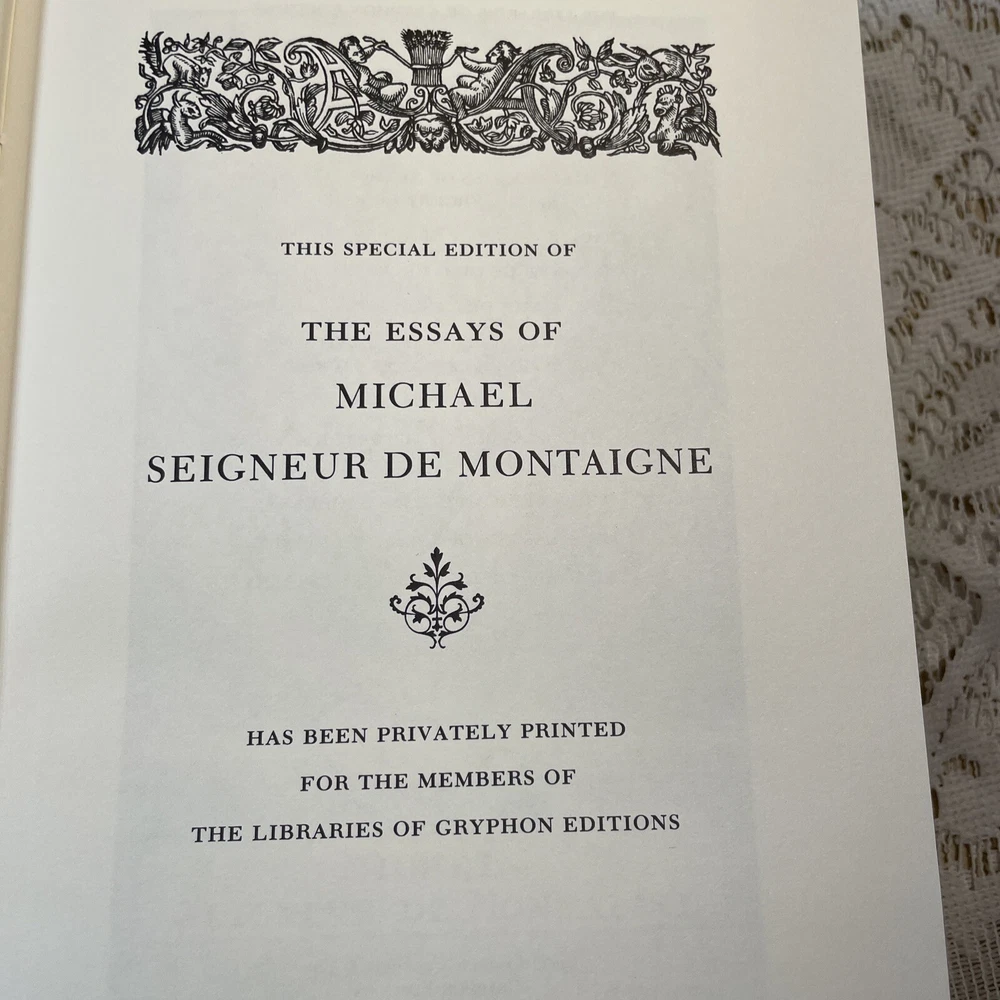 THIS SPECIAL EDITION OF
THE ESSAYS OF
MICHAEL
SEIGNEUR DE MONTAIGNE
HAS BEEN PRIVATELY PRINTED
FOR THE MEMBERS OF
THE LIBRARIES OF GRYPHON EDITIONS